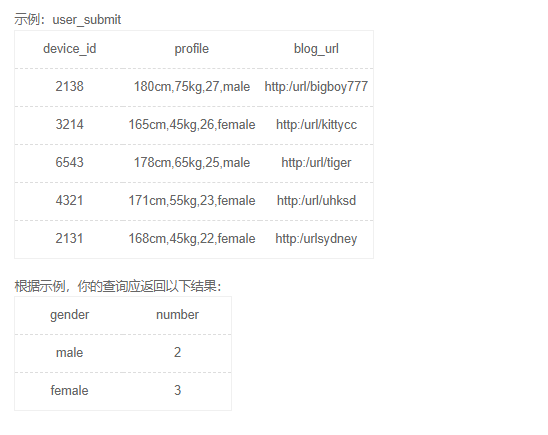 示例：user_submit
device_id profile blog_url
2138 180cm,75kg,27,male http:/url/bigboy777
3214 165cm,45kg,26,female http:/url/kittycc
6543 178cm,65kg,25,male http:/url/tiger
4321 171cm,55kg,23,female http:/url/uhksd
2131 168cm,45kg,22,female http:/urlsydney
根据示例，你的查询应返回以下结果：
gender number
male 2
female 3